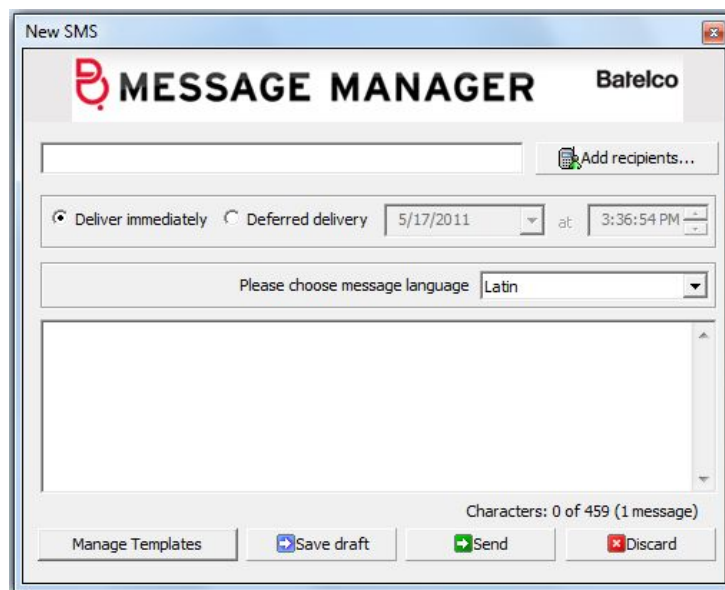 New SMS
MESSAGE MANAGER Batelco
Add recipients...
Deliver immediately Deferred delivery 5/17/2011 at 3:36:54 PM
Please choose message language Latin
Characters: 0 of 459 (1 message)
Manage Templates Save draft Send Discard